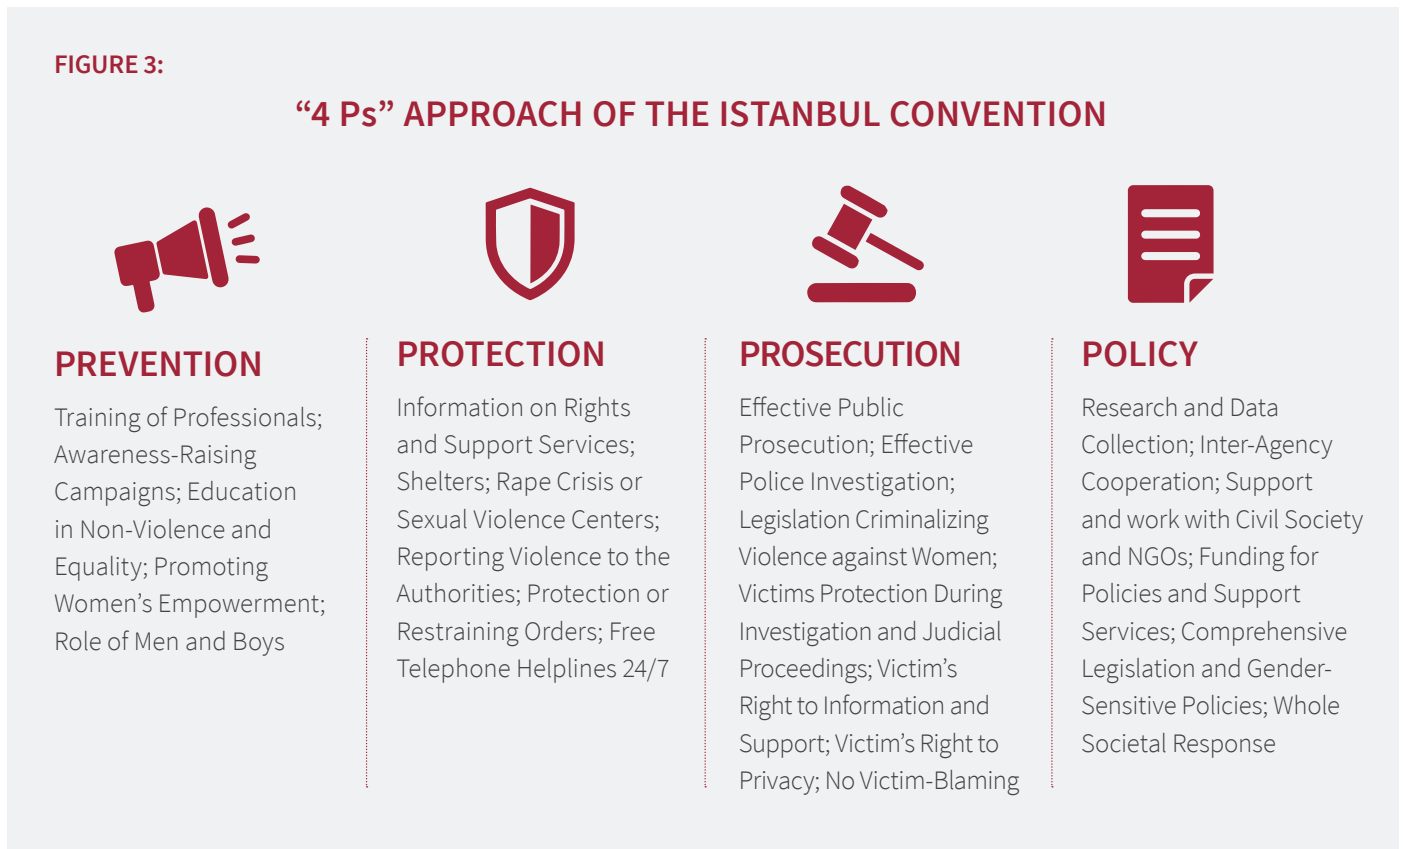 FIGURE 3:
“4 Ps” APPROACH OF THE ISTANBUL CONVENTION
PREVENTION
Training of Professionals;
Awareness-Raising
Campaigns; Education
in Non-Violence and
Equality; Promoting
Women’s Empowerment;
Role of Men and Boys
PROTECTION
Information on Rights
and Support Services;
Shelters; Rape Crisis or
Sexual Violence Centers;
Reporting Violence to the
Authorities; Protection or
Restraining Orders; Free
Telephone Helplines 24/7
PROSECUTION
Effective Public
Prosecution; Effective
Police Investigation;
Legislation Criminalizing
Violence against Women;
Victims Protection During
Investigation and Judicial
Proceedings; Victim’s
Right to Information and
Support; Victim’s Right to
Privacy; No Victim-Blaming
POLICY
Research and Data
Collection; Inter-Agency
Cooperation; Support
and work with Civil Society
and NGOs; Funding for
Policies and Support
Services; Comprehensive
Legislation and Gender-
Sensitive Policies; Whole
Societal Response